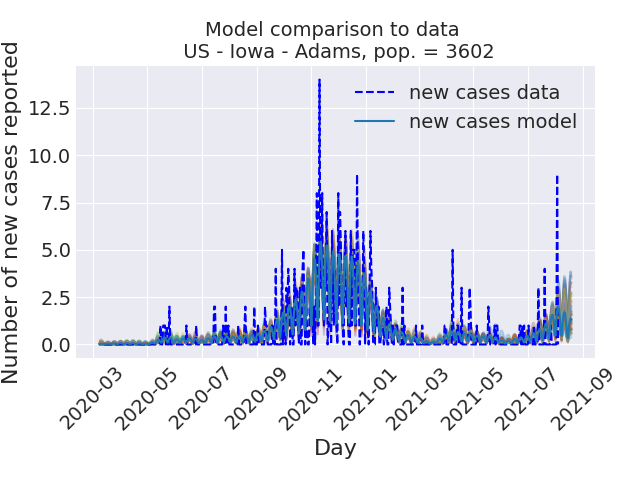 Model comparison to data
US - Iowa - Adams, pop. = 3602
Number of new cases reported
12.5
10.0
7.5
5.0
2.5
0.0
new cases data
new cases model
2020-03
2020-05
2020-07
2020-09
2020-11
2021-01
2021-03
2021-05
2021-07
2021-09
Day